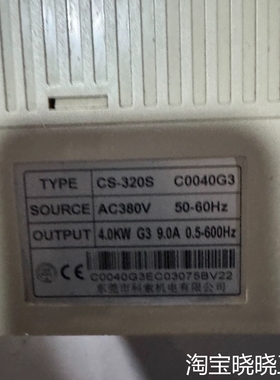 TYPE CS-320S C0040G3
SOURCE AC380V 50-60Hz
OUTPUT 4.0KW G3 9.0A 0.5-600Hz
CE
C0040G3EC03075BV22
东莞市科索机电有限公司
淘宝晓晓